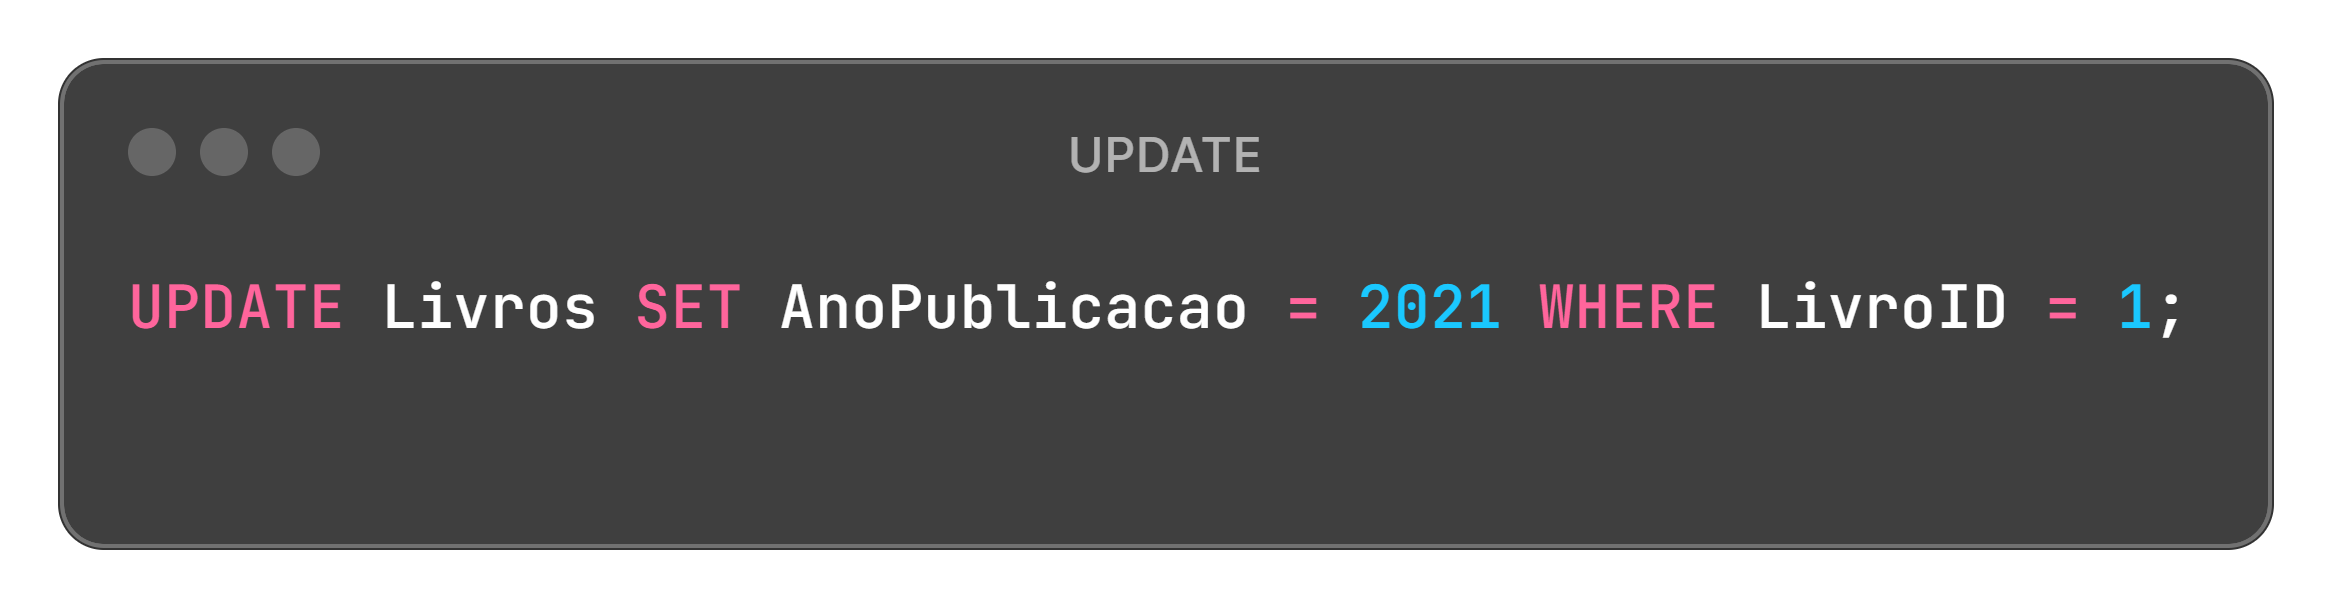 UPDATE
UPDATE Livros SET AnoPublicacao = 2021 WHERE LivroID = 1;